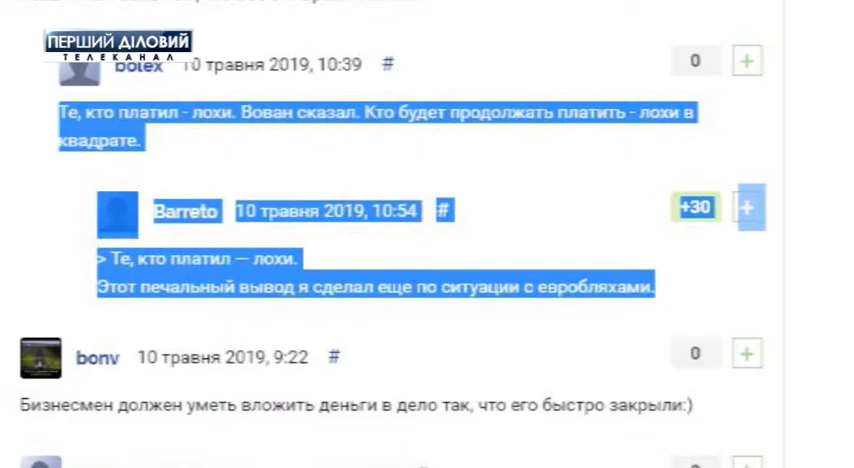 ПЕРШИЙ ДІЛОВИЙ
ТЕЛЕКАНАЛ
bolex 10 травня 2019, 10:39 # 0 +
Те, кто платил - лохи. Вован сказал. Кто будет продолжать платить - лохи в
квадрате.
Barreto 10 травня 2019, 10:54 # +30 +
> Те, кто платил — лохи.
Этот печальный вывод я сделал еще по ситуации с евробляхами.
bonv 10 травня 2019, 9:22 # 0 +
Бизнесмен должен уметь вложить деньги в дело так, что его быстро закрыли:)